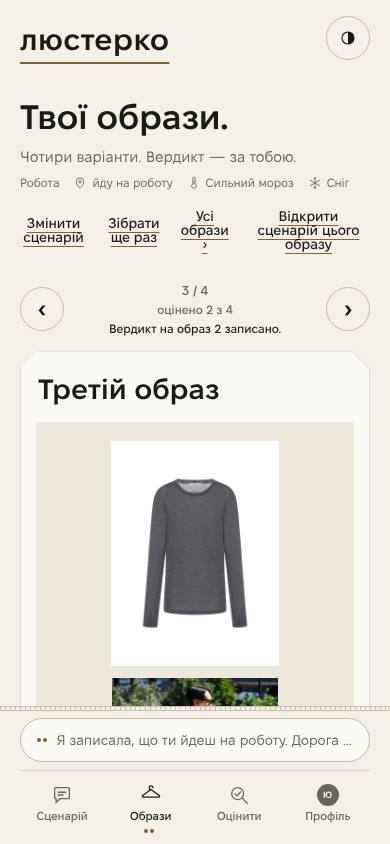 люстерко
Твої образи.
Чотири варіанти. Вердикт — за тобою.
Робота йду на роботу Сильний мороз Сніг
Змінити сценарій
Зібрати ще раз
Усі образи ›
Відкрити сценарій цього образу
‹
3 / 4
оцінено 2 з 4
Вердикт на образ 2 записано.
›
Третій образ
Я записала, що ти йдеш на роботу. Дорога ...
Сценарій Образи Оцінити Ю Профіль